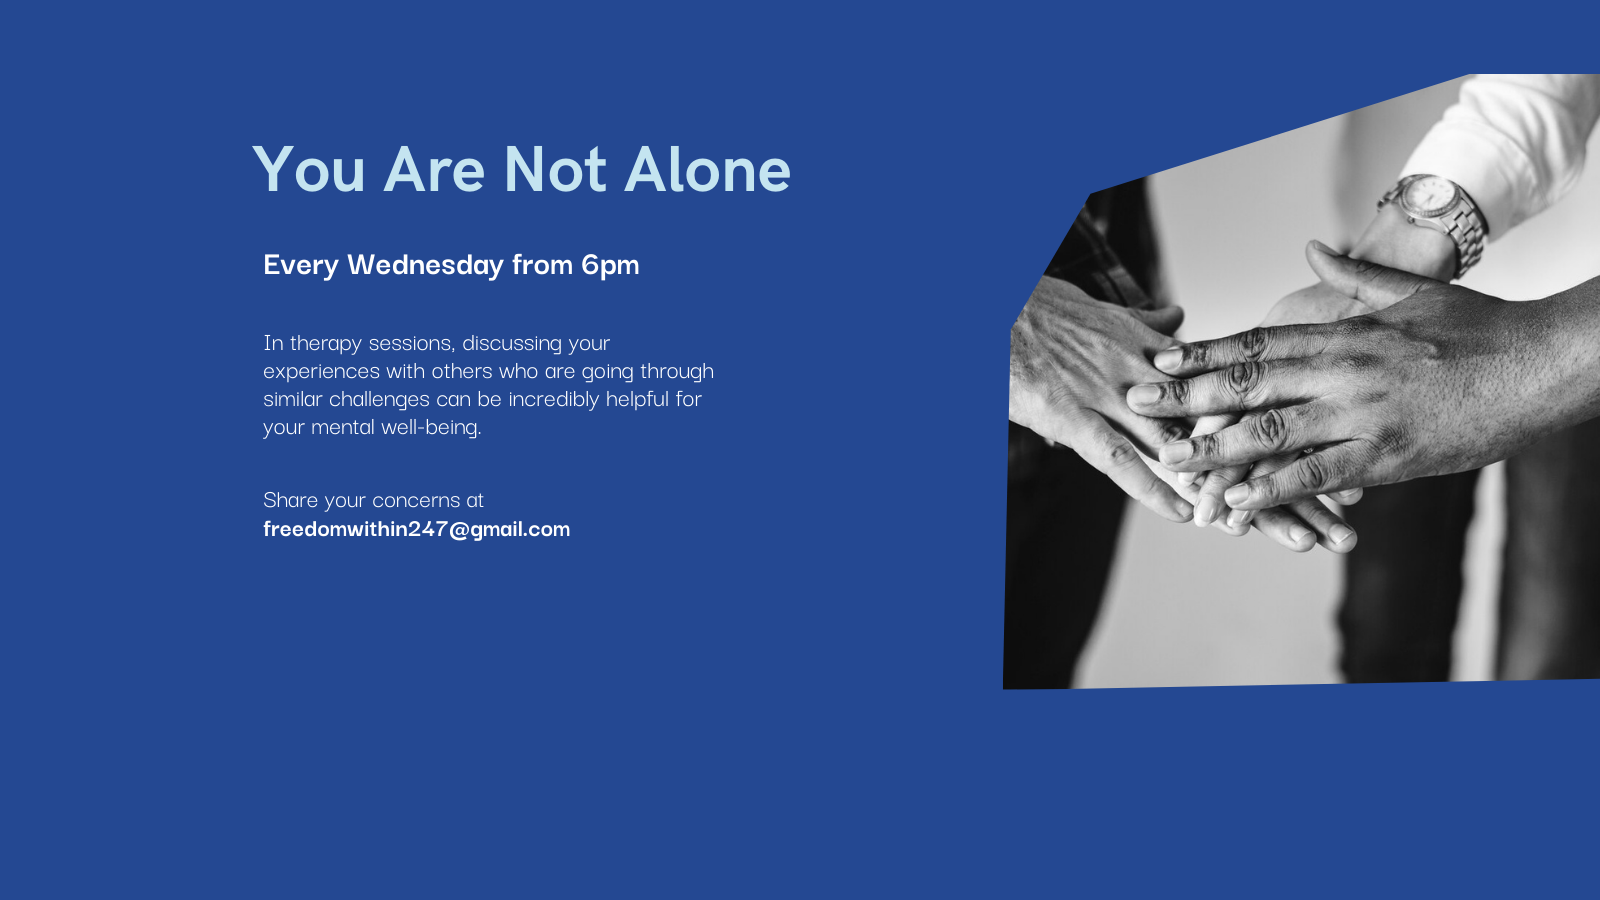 You Are Not Alone
Every Wednesday from 6pm
In therapy sessions, discussing your
experiences with others who are going through
similar challenges can be incredibly helpful for
your mental well-being.
Share your concerns at
freedomwithin247@gmail.com